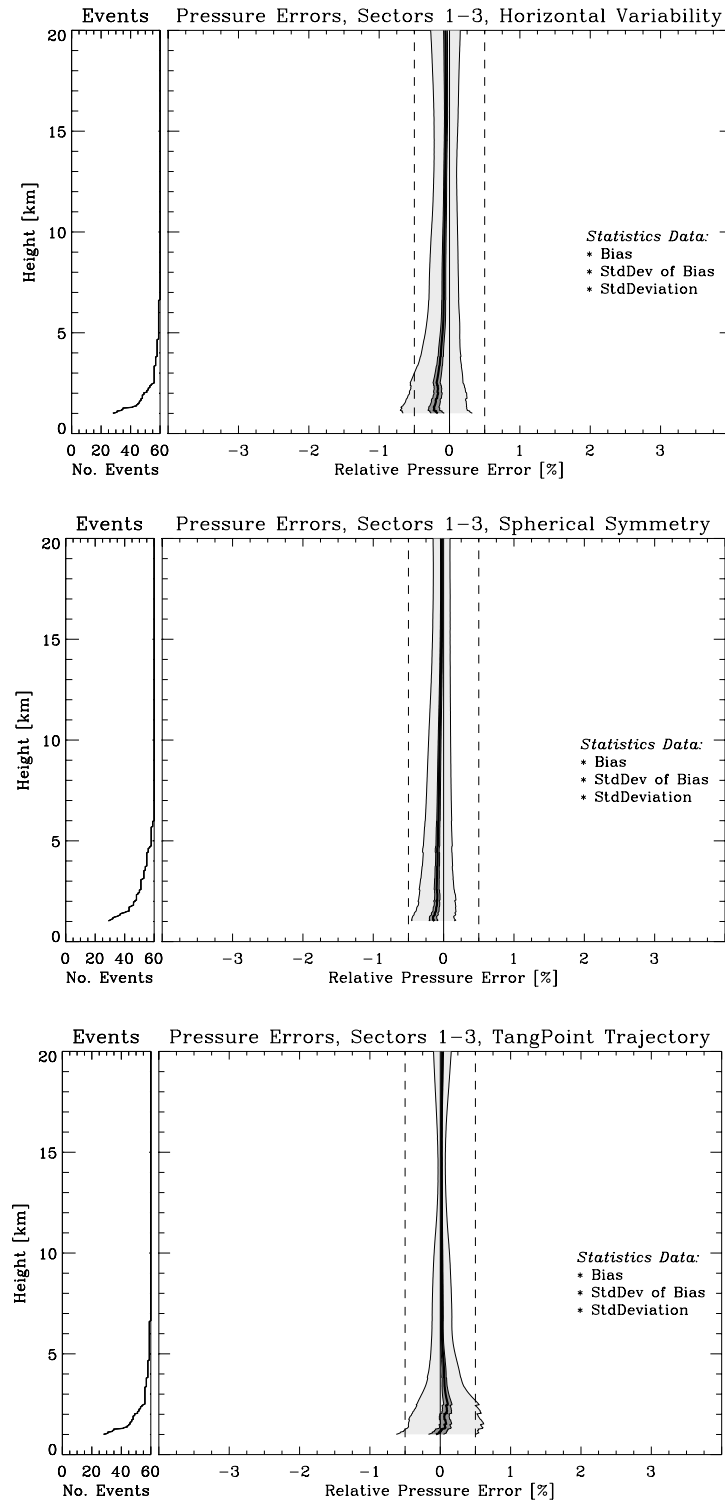 Events Pressure Errors, Sectors 1-3, Horizontal Variability
20
15
Height [km]
10
Statistics Data:
* Bias
* StdDev of Bias
* StdDeviation
5
0
0 20 40 60 -3 -2 -1 0 1 2 3
No. Events Relative Pressure Error [%]
Events Pressure Errors, Sectors 1-3, Spherical Symmetry
20
15
Height [km]
10
Statistics Data:
* Bias
* StdDev of Bias
* StdDeviation
5
0
0 20 40 60 -3 -2 -1 0 1 2 3
No. Events Relative Pressure Error [%]
Events Pressure Errors, Sectors 1-3, TangPoint Trajectory
20
15
Height [km]
10
Statistics Data:
* Bias
* StdDev of Bias
* StdDeviation
5
0
0 20 40 60 -3 -2 -1 0 1 2 3
No. Events Relative Pressure Error [%]